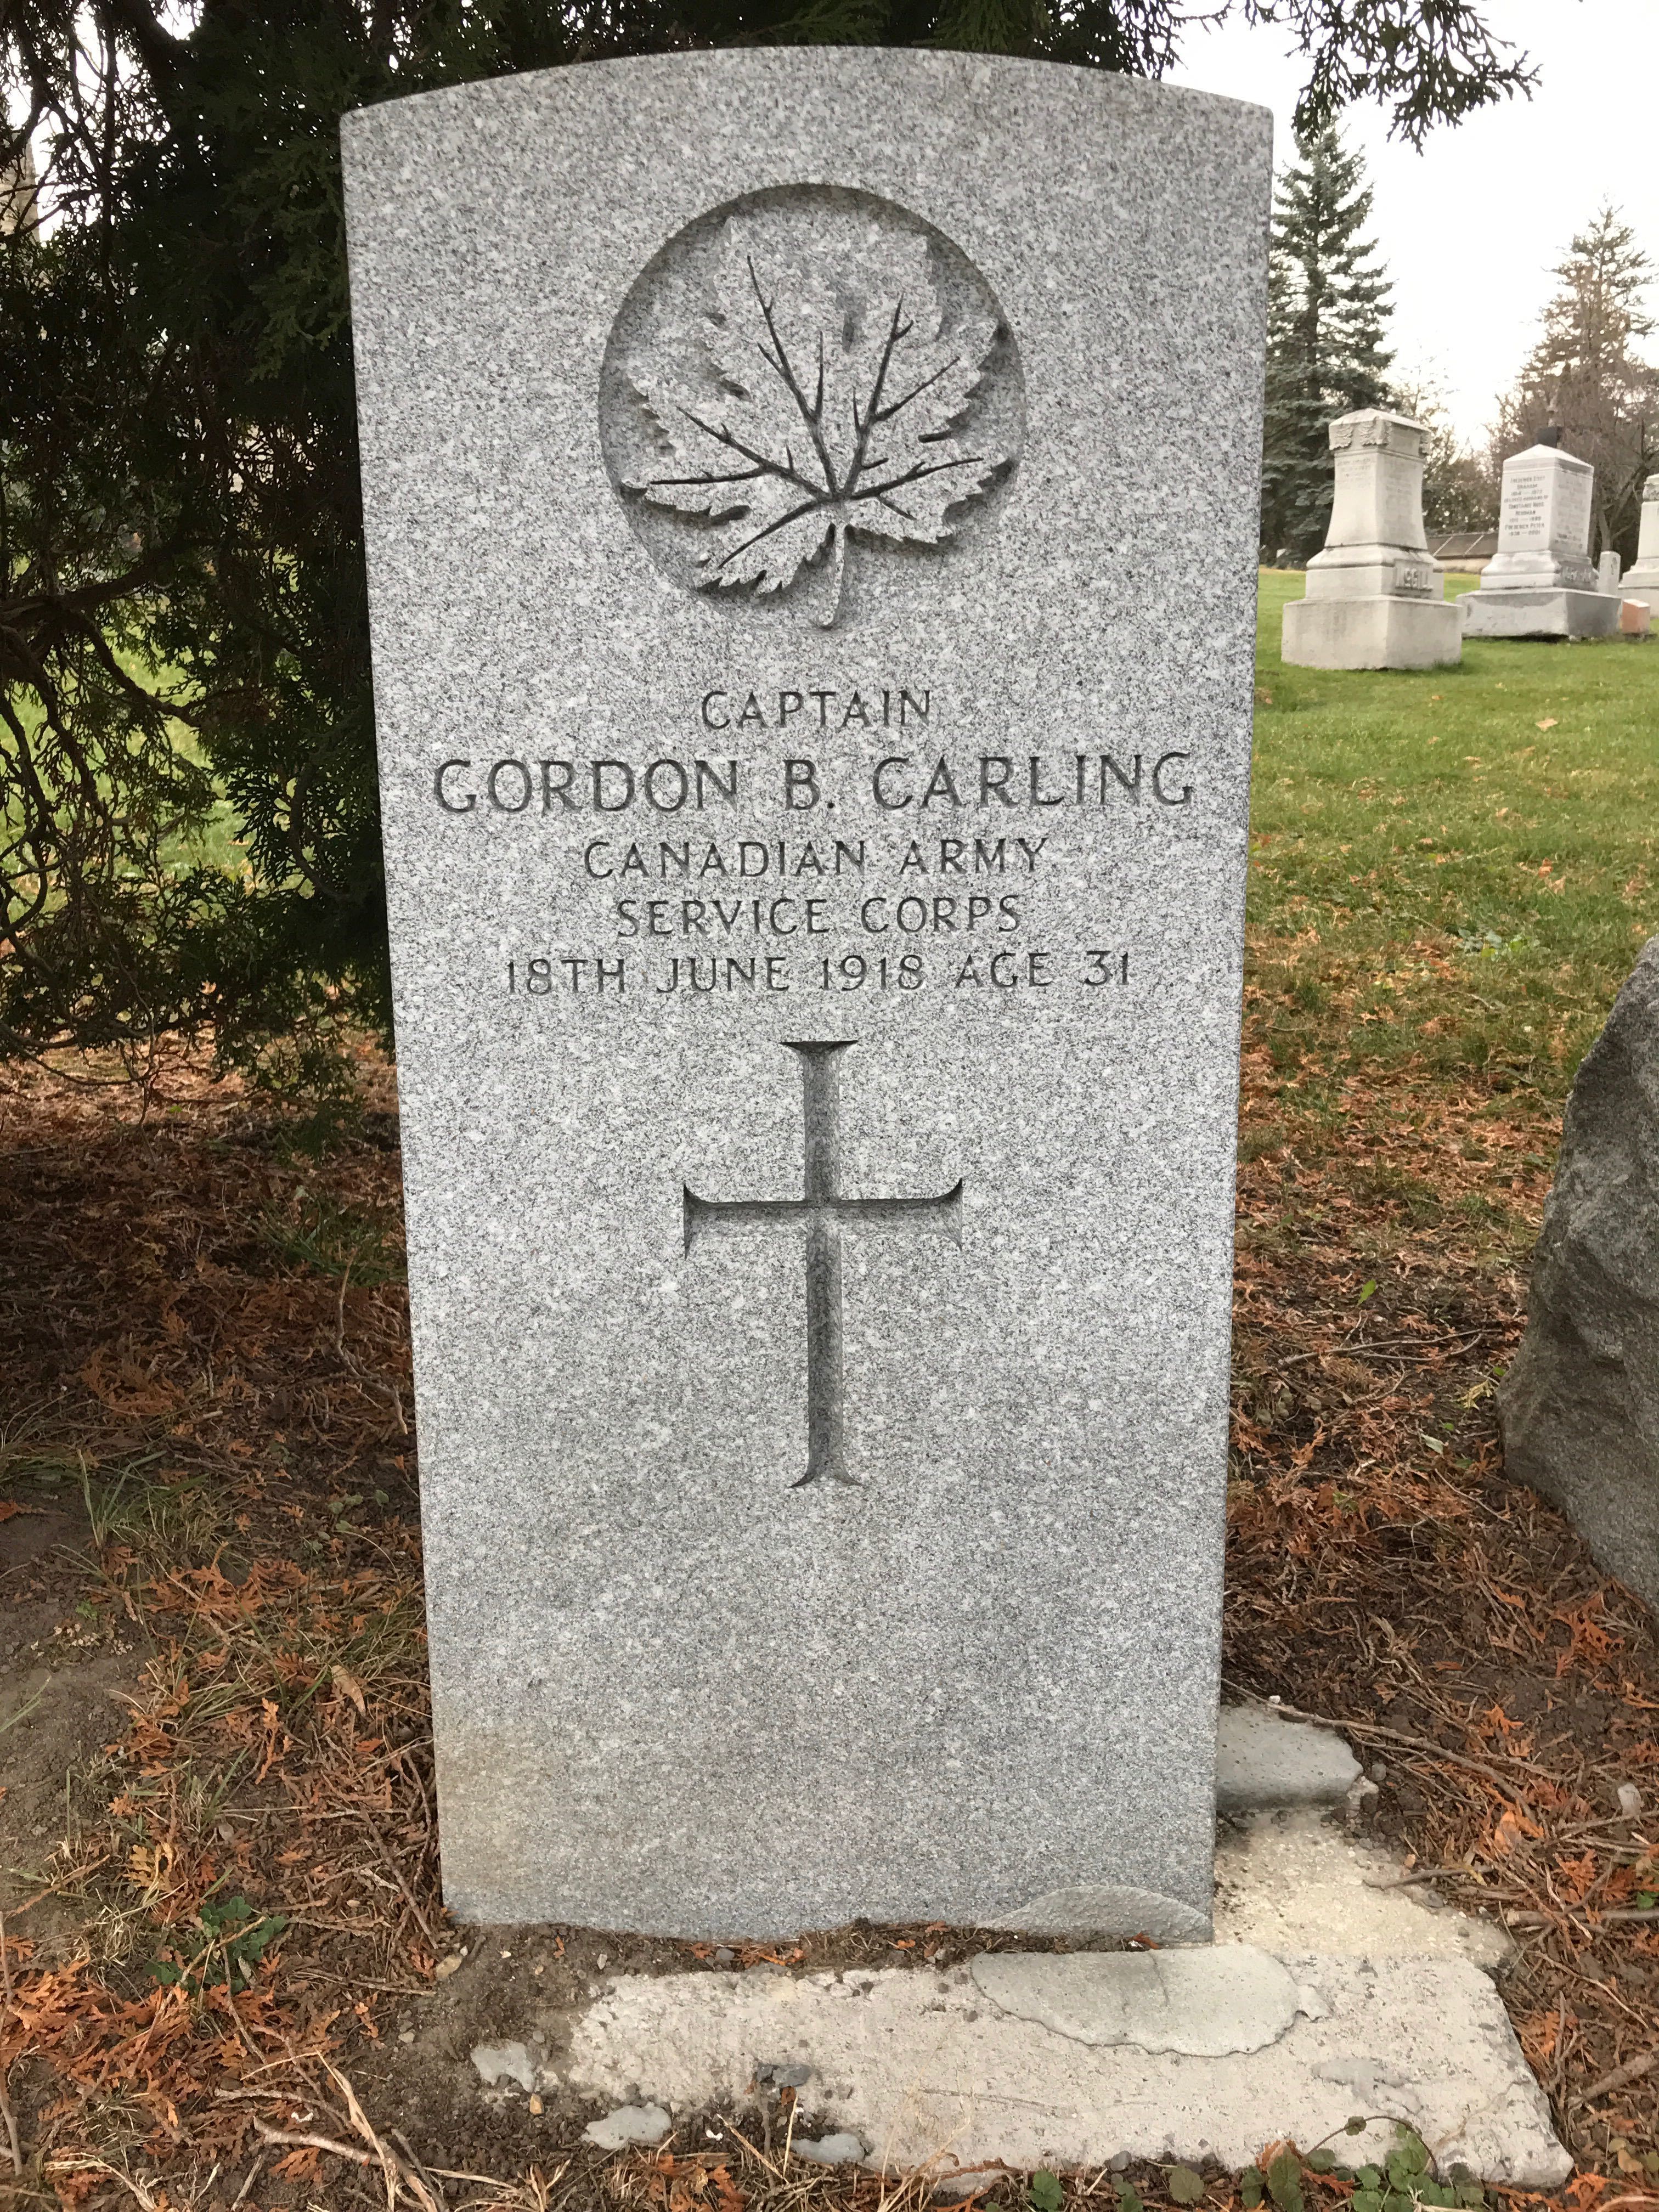 CAPTAIN
GORDON B. CARLING
CANADIAN ARMY
SERVICE CORPS
18TH JUNE 1918 AGE 31